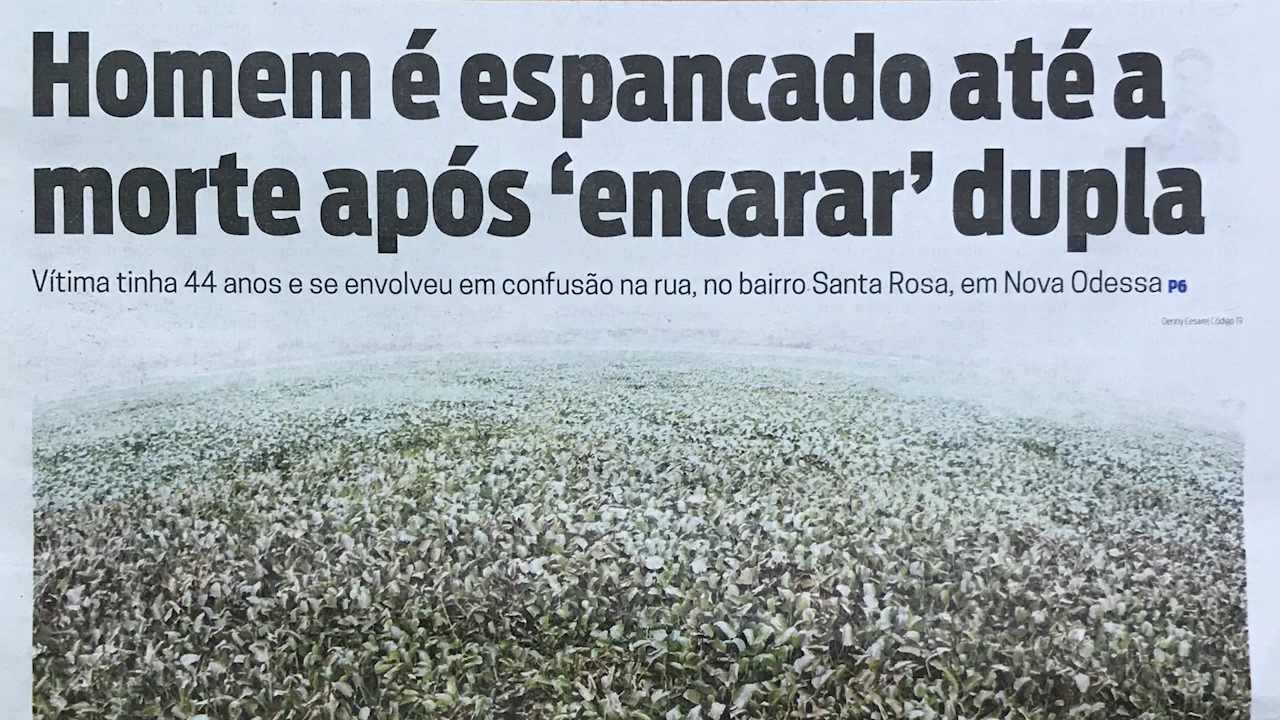 Homem é espancado até a
morte após ‘encarar’ dupla
Vítima tinha 44 anos e se envolveu em confusão na rua, no bairro Santa Rosa, em Nova Odessa P6
Denny Cesare| Código 19